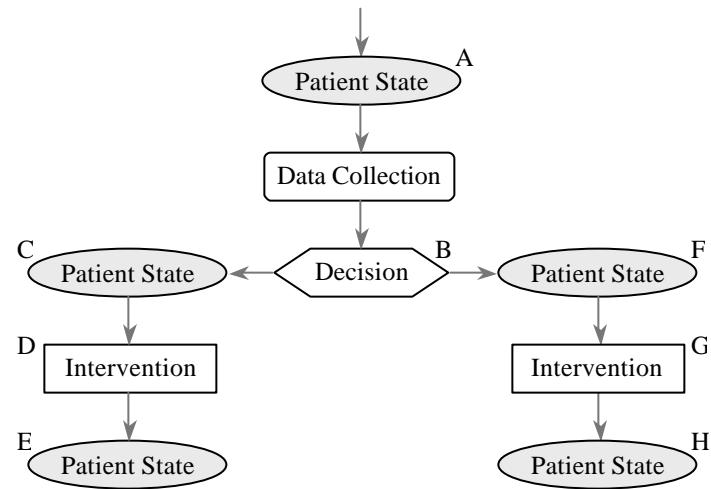 A
Patient State
Data Collection
C
B
F
Patient State
Decision
Patient State
D
G
Intervention
Intervention
E
H
Patient State
Patient State